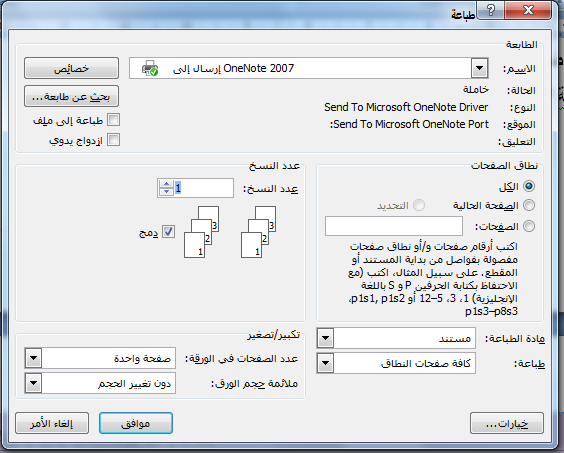 طباعة
الطابعة
الاسم: إرسال إلى OneNote 2007 خصائص
الحالة: خاملة بحث عن طابعة...
النوع: Send To Microsoft OneNote Driver
الموقع: Send To Microsoft OneNote Port: طباعة إلى ملف
التعليق: ازدواج يدوي
نطاق الصفحات
الكل
الصفحة الحالية التحديد
الصفحات:
اكتب أرقام صفحات و/أو نطاق صفحات
مفصولة بفواصل من بداية المستند أو
المقطع. على سبيل المثال، اكتب (مع
الاحتفاظ بكتابة الحرفين P و S باللغة
الإنجليزية) 1، 3، 5–12 أو p1s1, p1s2،
p1s3–p8s3
عدد النسخ
عدد النسخ: 1
دمج
1 2 3 1 2 3
مادة الطباعة: مستند
طباعة: كافة صفحات النطاق
تكبير/تصغير
عدد الصفحات في الورقة: صفحة واحدة
ملائمة حجم الورق: دون تغيير الحجم
خيارات... موافق إلغاء الأمر